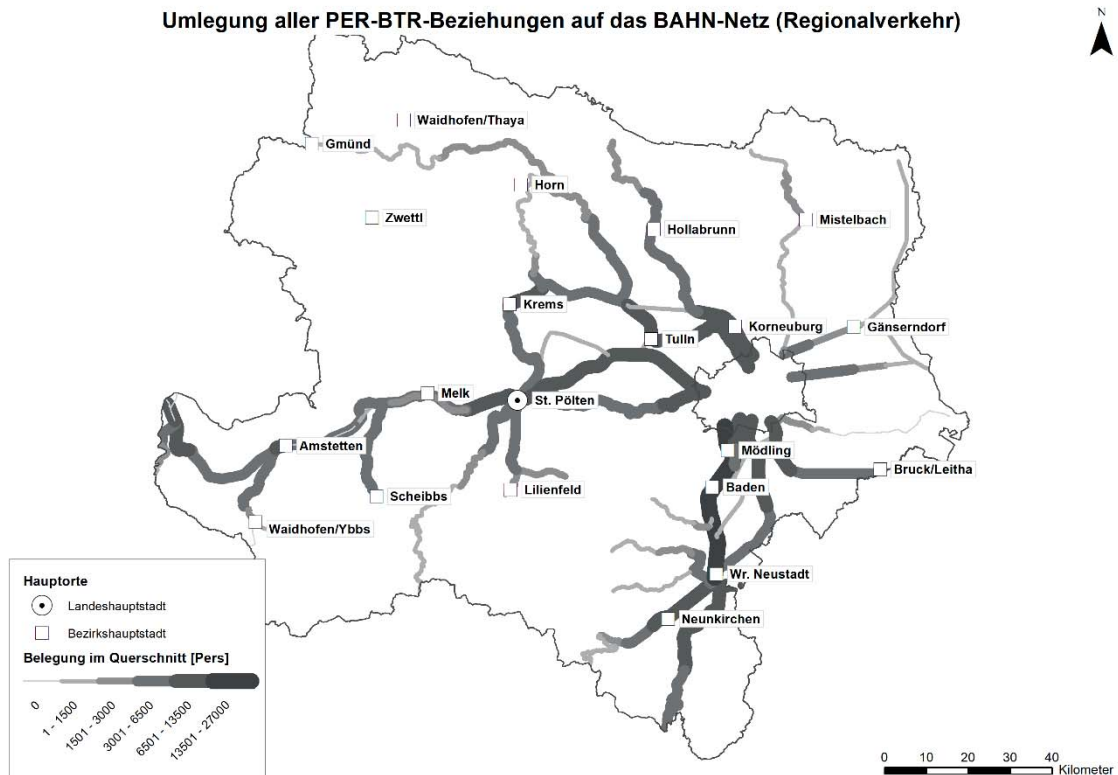 Umlegung aller PER-BTR-Beziehungen auf das BAHN-Netz (Regionalverkehr)
N
Waidhofen/Thaya
Gmünd
Horn
Zwettl
Hollabrunn
Mistelbach
Krems
Korneuburg
Gänserndorf
Tulln
Melk
St. Pölten
Amstetten
Mödling
Bruck/Leitha
Scheibbs
Lilienfeld
Baden
Waidhofen/Ybbs
Wr. Neustadt
Neunkirchen
Hauptorte
Landeshauptstadt
Bezirkshauptstadt
Belegung im Querschnitt [Pers]
0
1 - 1500
1501 - 3000
3001 - 6500
6501 - 13500
13501 - 27000
0 10 20 30 40
Kilometer